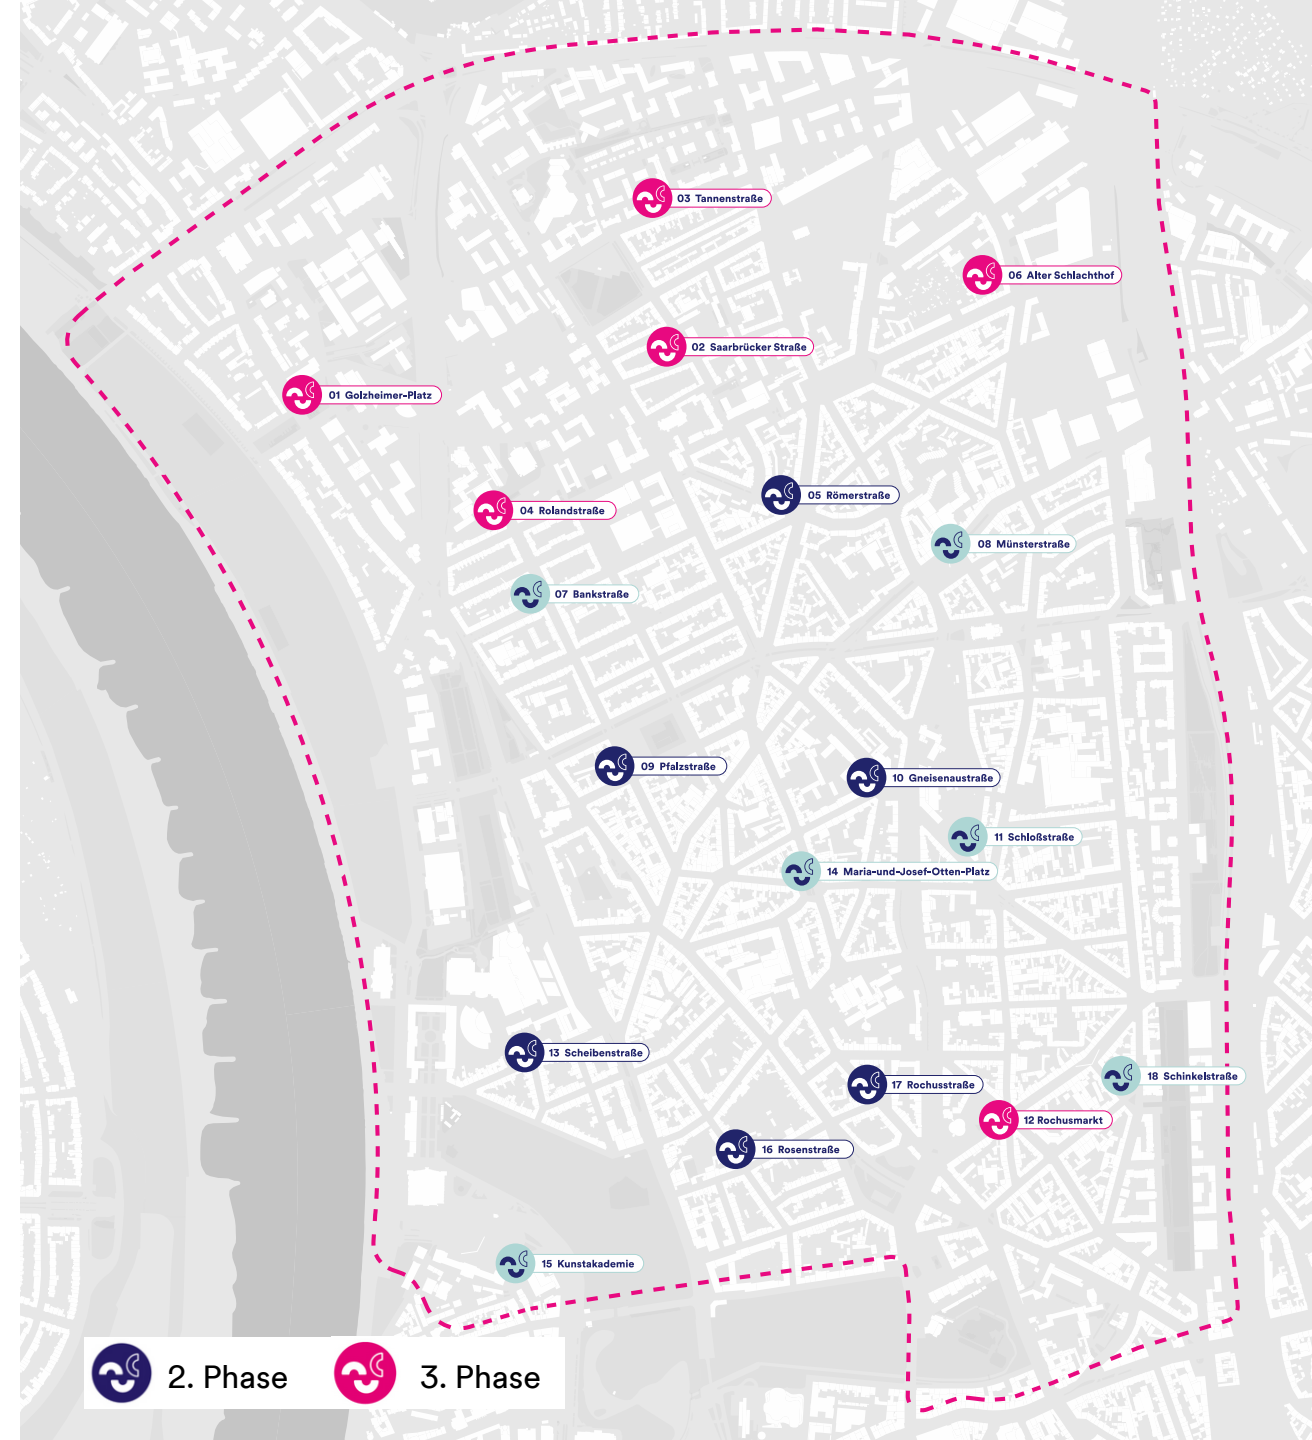 03 Tannenstraße
06 Alter Schlachthof
02 Saarbrücker Straße
01 Golzheimer-Platz
05 Römerstraße
04 Rolandstraße
08 Münsterstraße
07 Bankstraße
09 Pfalzstraße
10 Gneisenaustraße
11 Schloßstraße
14 Maria-und-Josef-Otten-Platz
13 Scheibenstraße
18 Schinkelstraße
17 Rochusstraße
12 Rochusmarkt
16 Rosenstraße
15 Kunstakademie
2. Phase
3. Phase